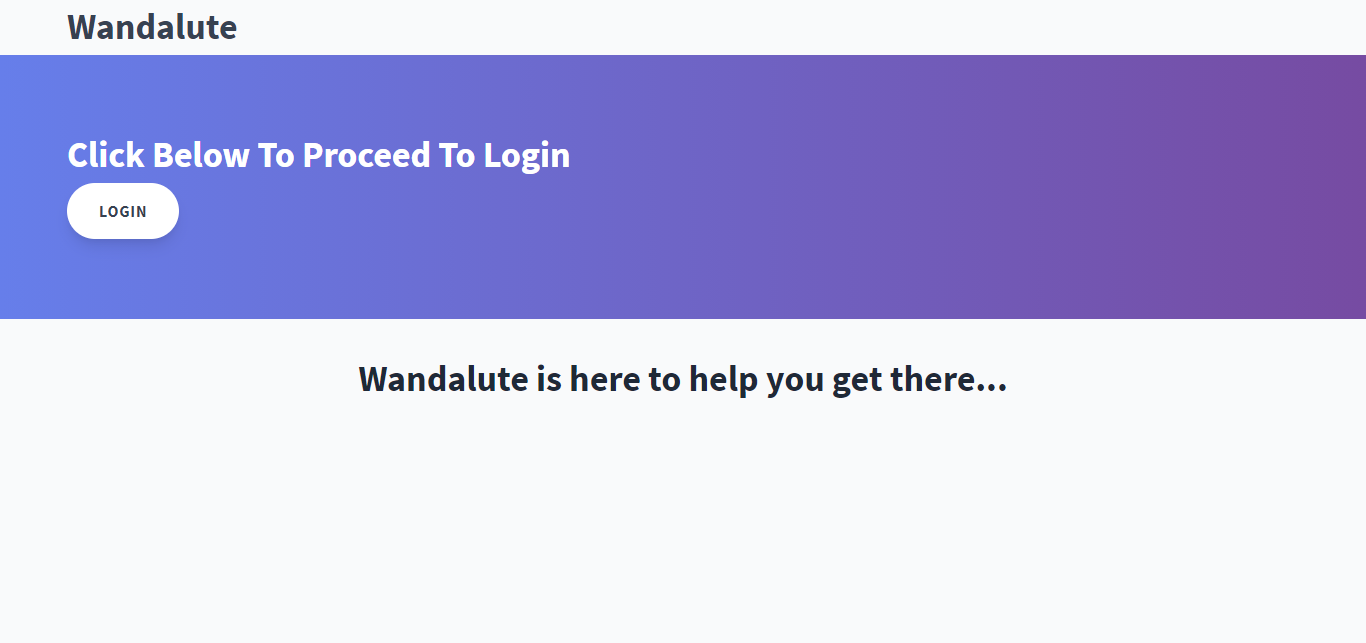 Wandalute
Click Below To Proceed To Login
LOGIN
Wandalute is here to help you get there...